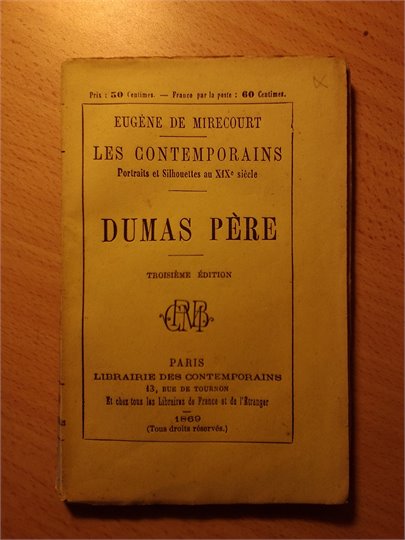 Prix : 50 Centimes. — Franco par la poste : 60 Centimes.
EUGÈNE DE MIRECOURT
LES CONTEMPORAINS
Portraits et Silhouettes au XIXe siècle
DUMAS PÈRE
TROISIÈME ÉDITION
PARIS
LIBRAIRIE DES CONTEMPORAINS
13, RUE DE TOURNON
Et chez tous les Libraires de France et de l'Étranger
1869
(Tous droits réservés.)